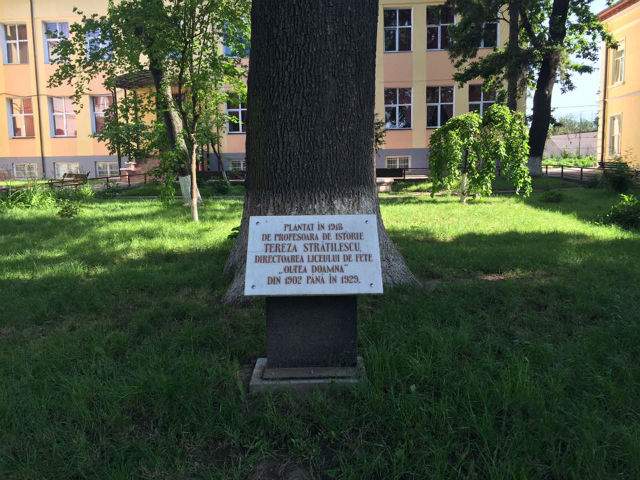 PLANTAT ÎN 1918
DE PROFESOARA DE ISTORIE
TEREZA STRATILESCU,
DIRECTOAREA LICEULUI DE FETE
„OLTEA DOAMNA"
DIN 1902 PÂNĂ ÎN 1929.